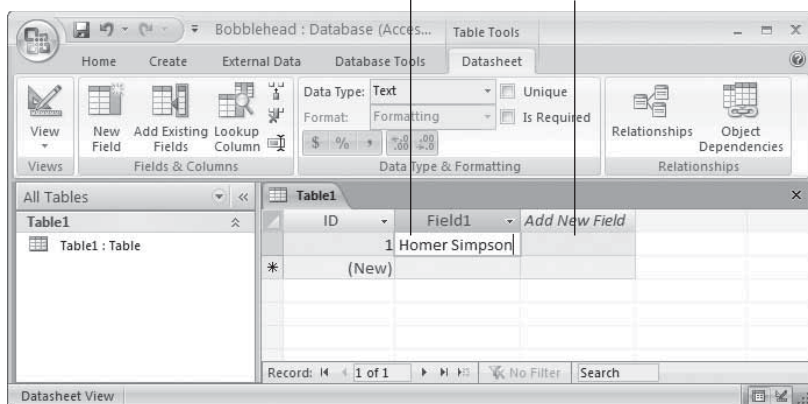 Bobblehead : Database (Acces...
Table Tools
Home Create External Data Database Tools Datasheet
View
Views
New Field
Add Existing Fields
Lookup Column
Fields & Columns
Data Type: Text
Unique
Format: Formatting
Is Required
$ % ,
Data Type & Formatting
Relationships
Object Dependencies
Relationships
All Tables
Table1
Table1 : Table
Table1
ID Field1 Add New Field
1 Homer Simpson
* (New)
Record: 1 of 1 No Filter Search
Datasheet View